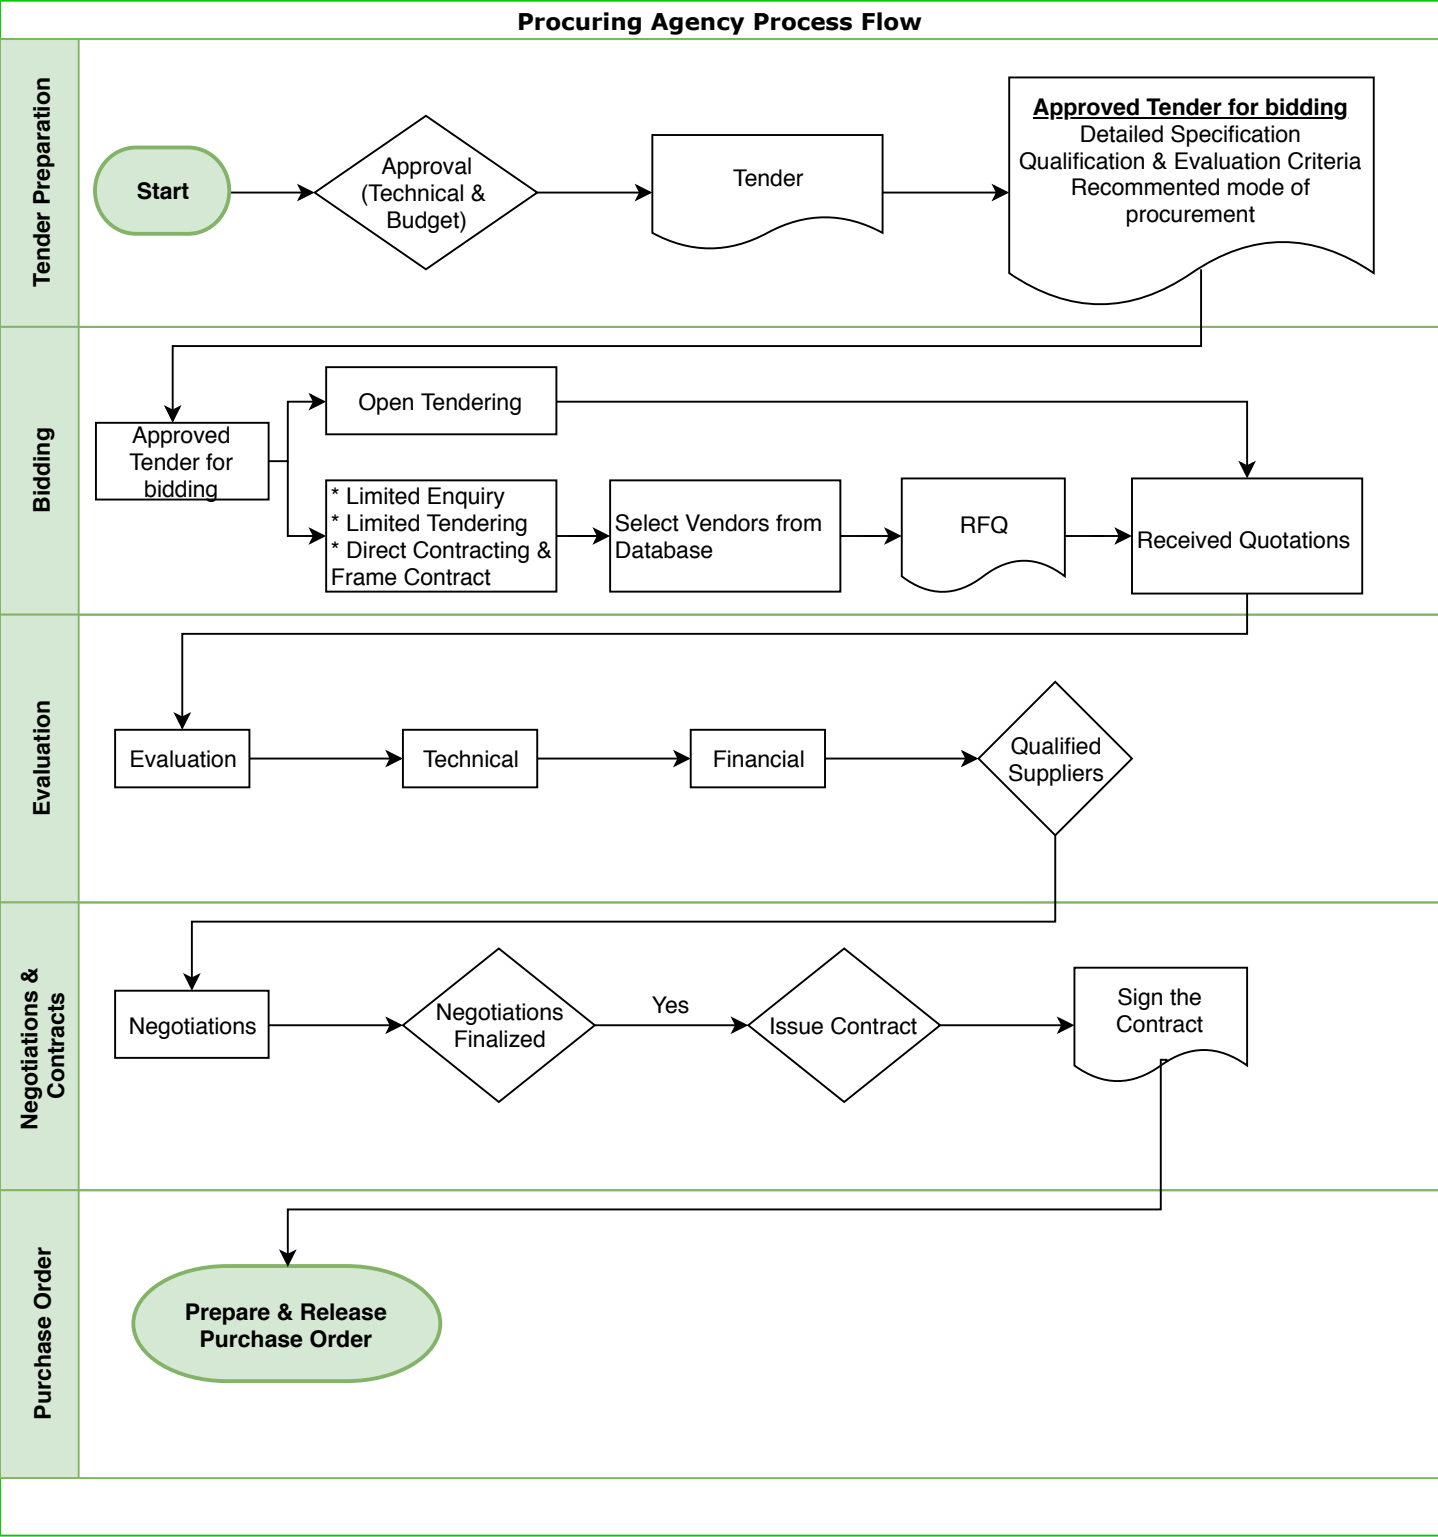 Procuring Agency Process Flow
Tender Preparation
Start
Approval
(Technical &
Budget)
Tender
Approved Tender for bidding
Detailed Specification
Qualification & Evaluation Criteria
Recommented mode of
procurement
Bidding
Approved
Tender for
bidding
Open Tendering
* Limited Enquiry
* Limited Tendering
* Direct Contracting &
Frame Contract
Select Vendors from
Database
RFQ
Received Quotations
Evaluation
Evaluation
Technical
Financial
Qualified
Suppliers
Negotiations &
Contracts
Negotiations
Negotiations
Finalized
Yes
Issue Contract
Sign the
Contract
Purchase Order
Prepare & Release
Purchase Order